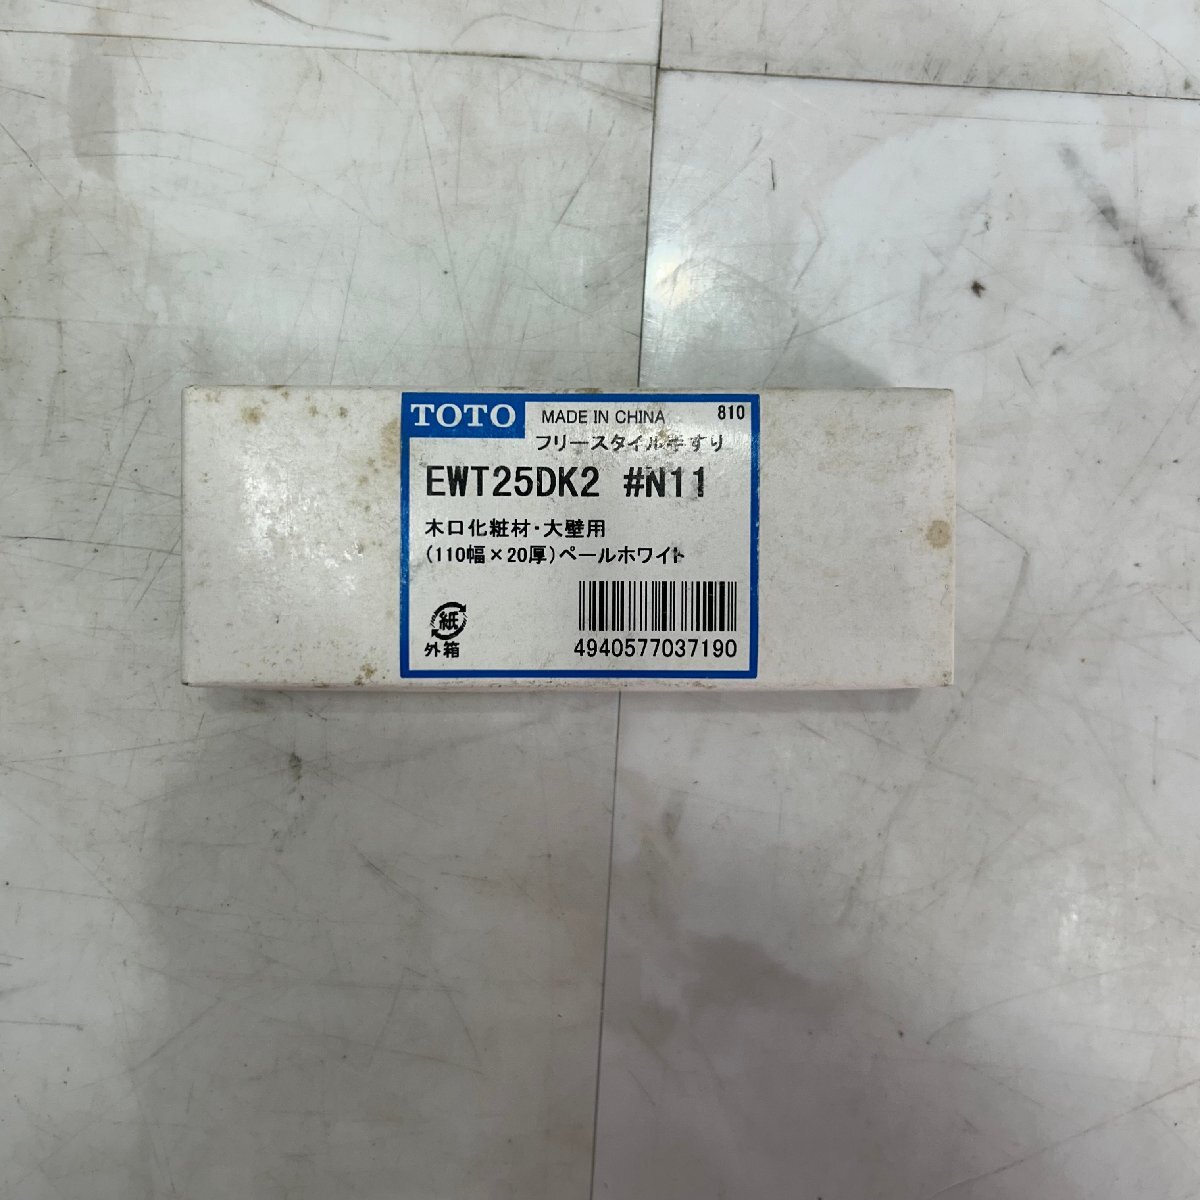 TOTO MADE IN CHINA 810
フリースタイル手すり
EWT25DK2 #N11
木口化粧材・大壁用
(110幅×20厚)ペールホワイト
紙
外箱
4940577037190